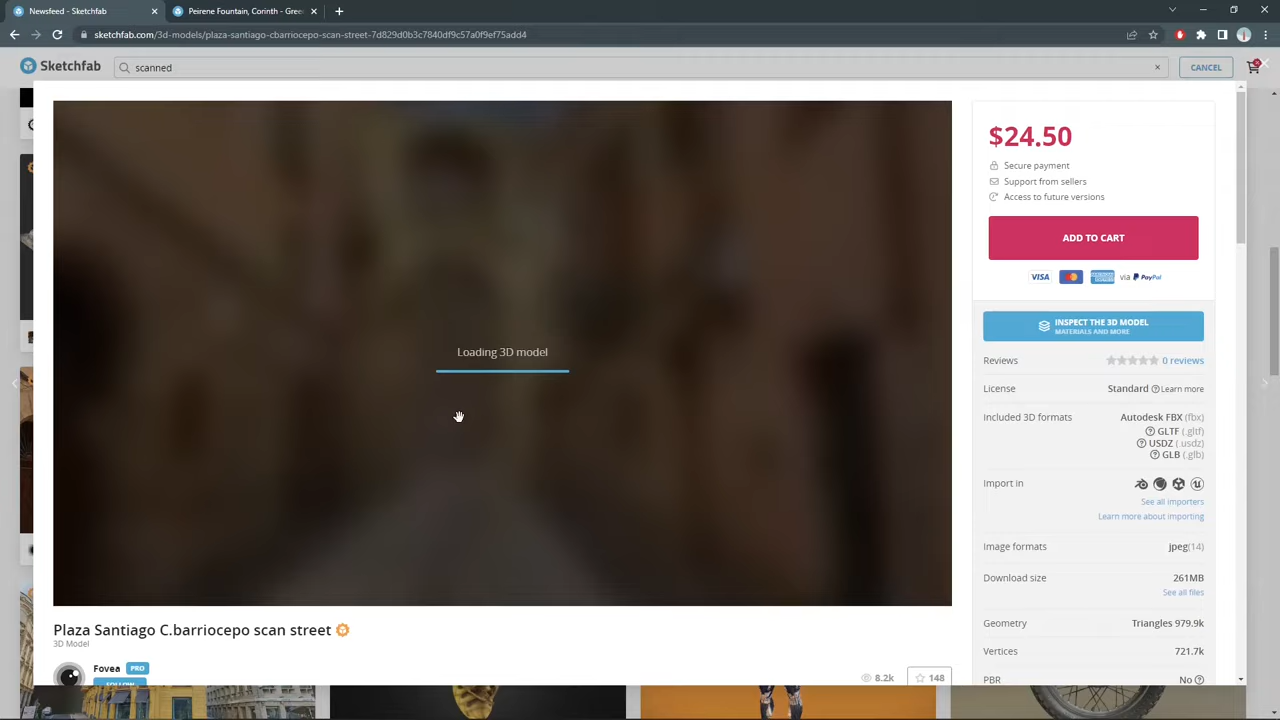 Newsfeed - Sketchfab
Peirene Fountain, Corinth - Gree
sketchfab.com/3d-models/plaza-santiago-cbarriocepo-scan-street-7d829d0b3c7840df9c57a0f9ef75add4
Sketchfab
scanned
CANCEL
$24.50
Secure payment
Support from sellers
Access to future versions
ADD TO CART
VISA
via PayPal
INSPECT THE 3D MODEL
MATERIALS AND MORE
Loading 3D model
Reviews 0 reviews
License Standard Learn more
Included 3D formats Autodesk FBX (fbx)
GLTF (.gltf)
USDZ (.usdz)
GLB (.glb)
Import in
See all importers
Learn more about importing
Image formats jpeg(14)
Download size 261MB
See all files
Geometry Triangles 979.9k
Vertices 721.7k
PBR No
Plaza Santiago C.barriocepo scan street
3D Model
Fovea PRO
FOLLOW
8.2k 148